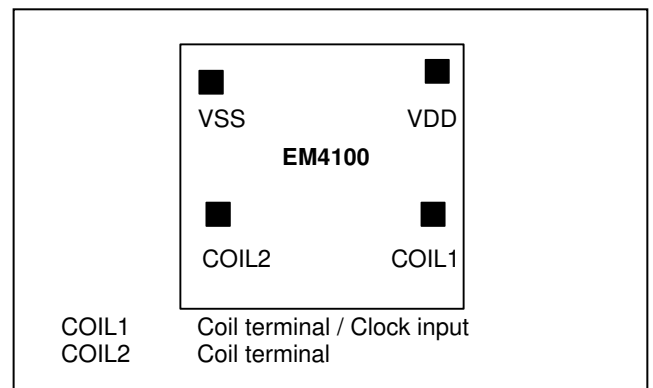 VSS VDD
EM4100
COIL2 COIL1
COIL1 Coil terminal / Clock input
COIL2 Coil terminal